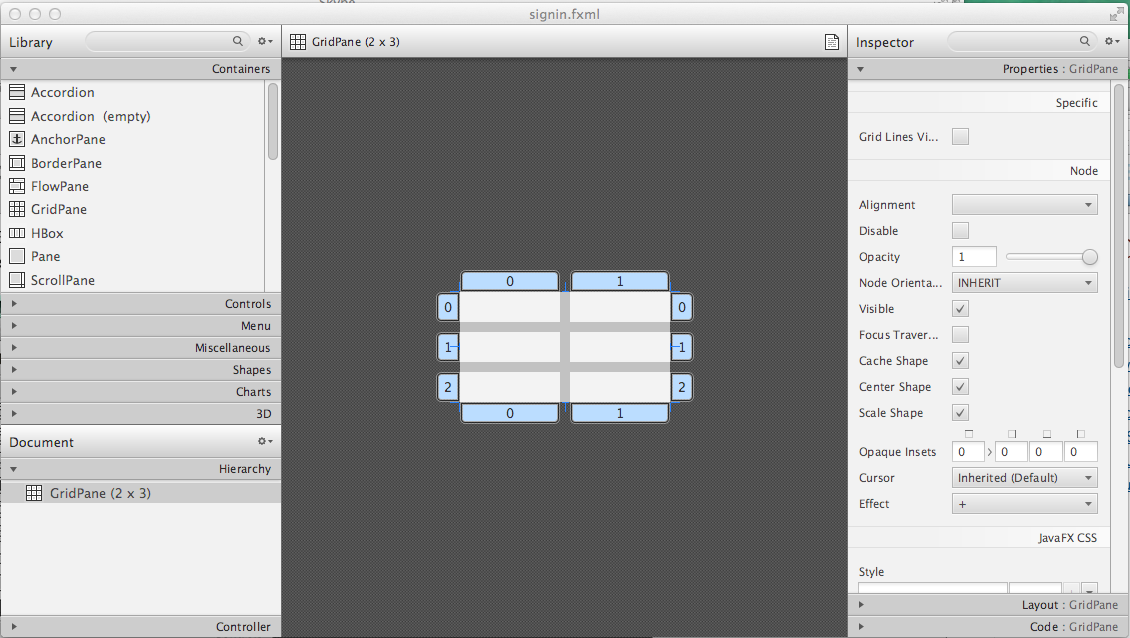 signin.fxml
Library
GridPane (2 x 3)
Inspector
Containers
Properties : GridPane
Accordion
Accordion (empty)
AnchorPane
BorderPane
FlowPane
GridPane
HBox
Pane
ScrollPane
Controls
Menu
Miscellaneous
Shapes
Charts
3D
Document
Hierarchy
GridPane (2 x 3)
Controller
0 1
0 0
1 1
2 2
0 1
Specific
Grid Lines Vi...
Node
Alignment
Disable
Opacity 1
Node Orienta... INHERIT
Visible
Focus Traver...
Cache Shape
Center Shape
Scale Shape
Opaque Insets 0 > 0 0 0
Cursor Inherited (Default)
Effect +
JavaFX CSS
Style
Layout : GridPane
Code : GridPane